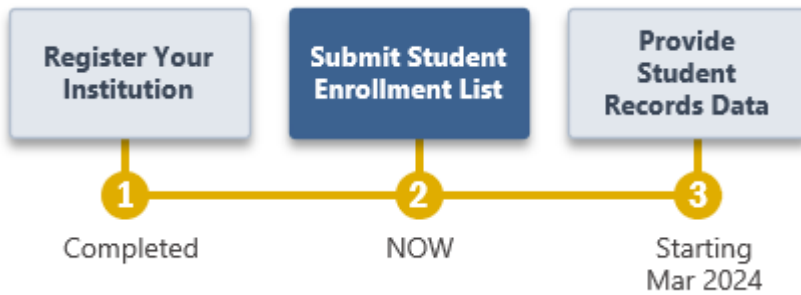 Register Your
Institution
Submit Student
Enrollment List
Provide
Student
Records Data
1
2
3
Completed
NOW
Starting
Mar 2024